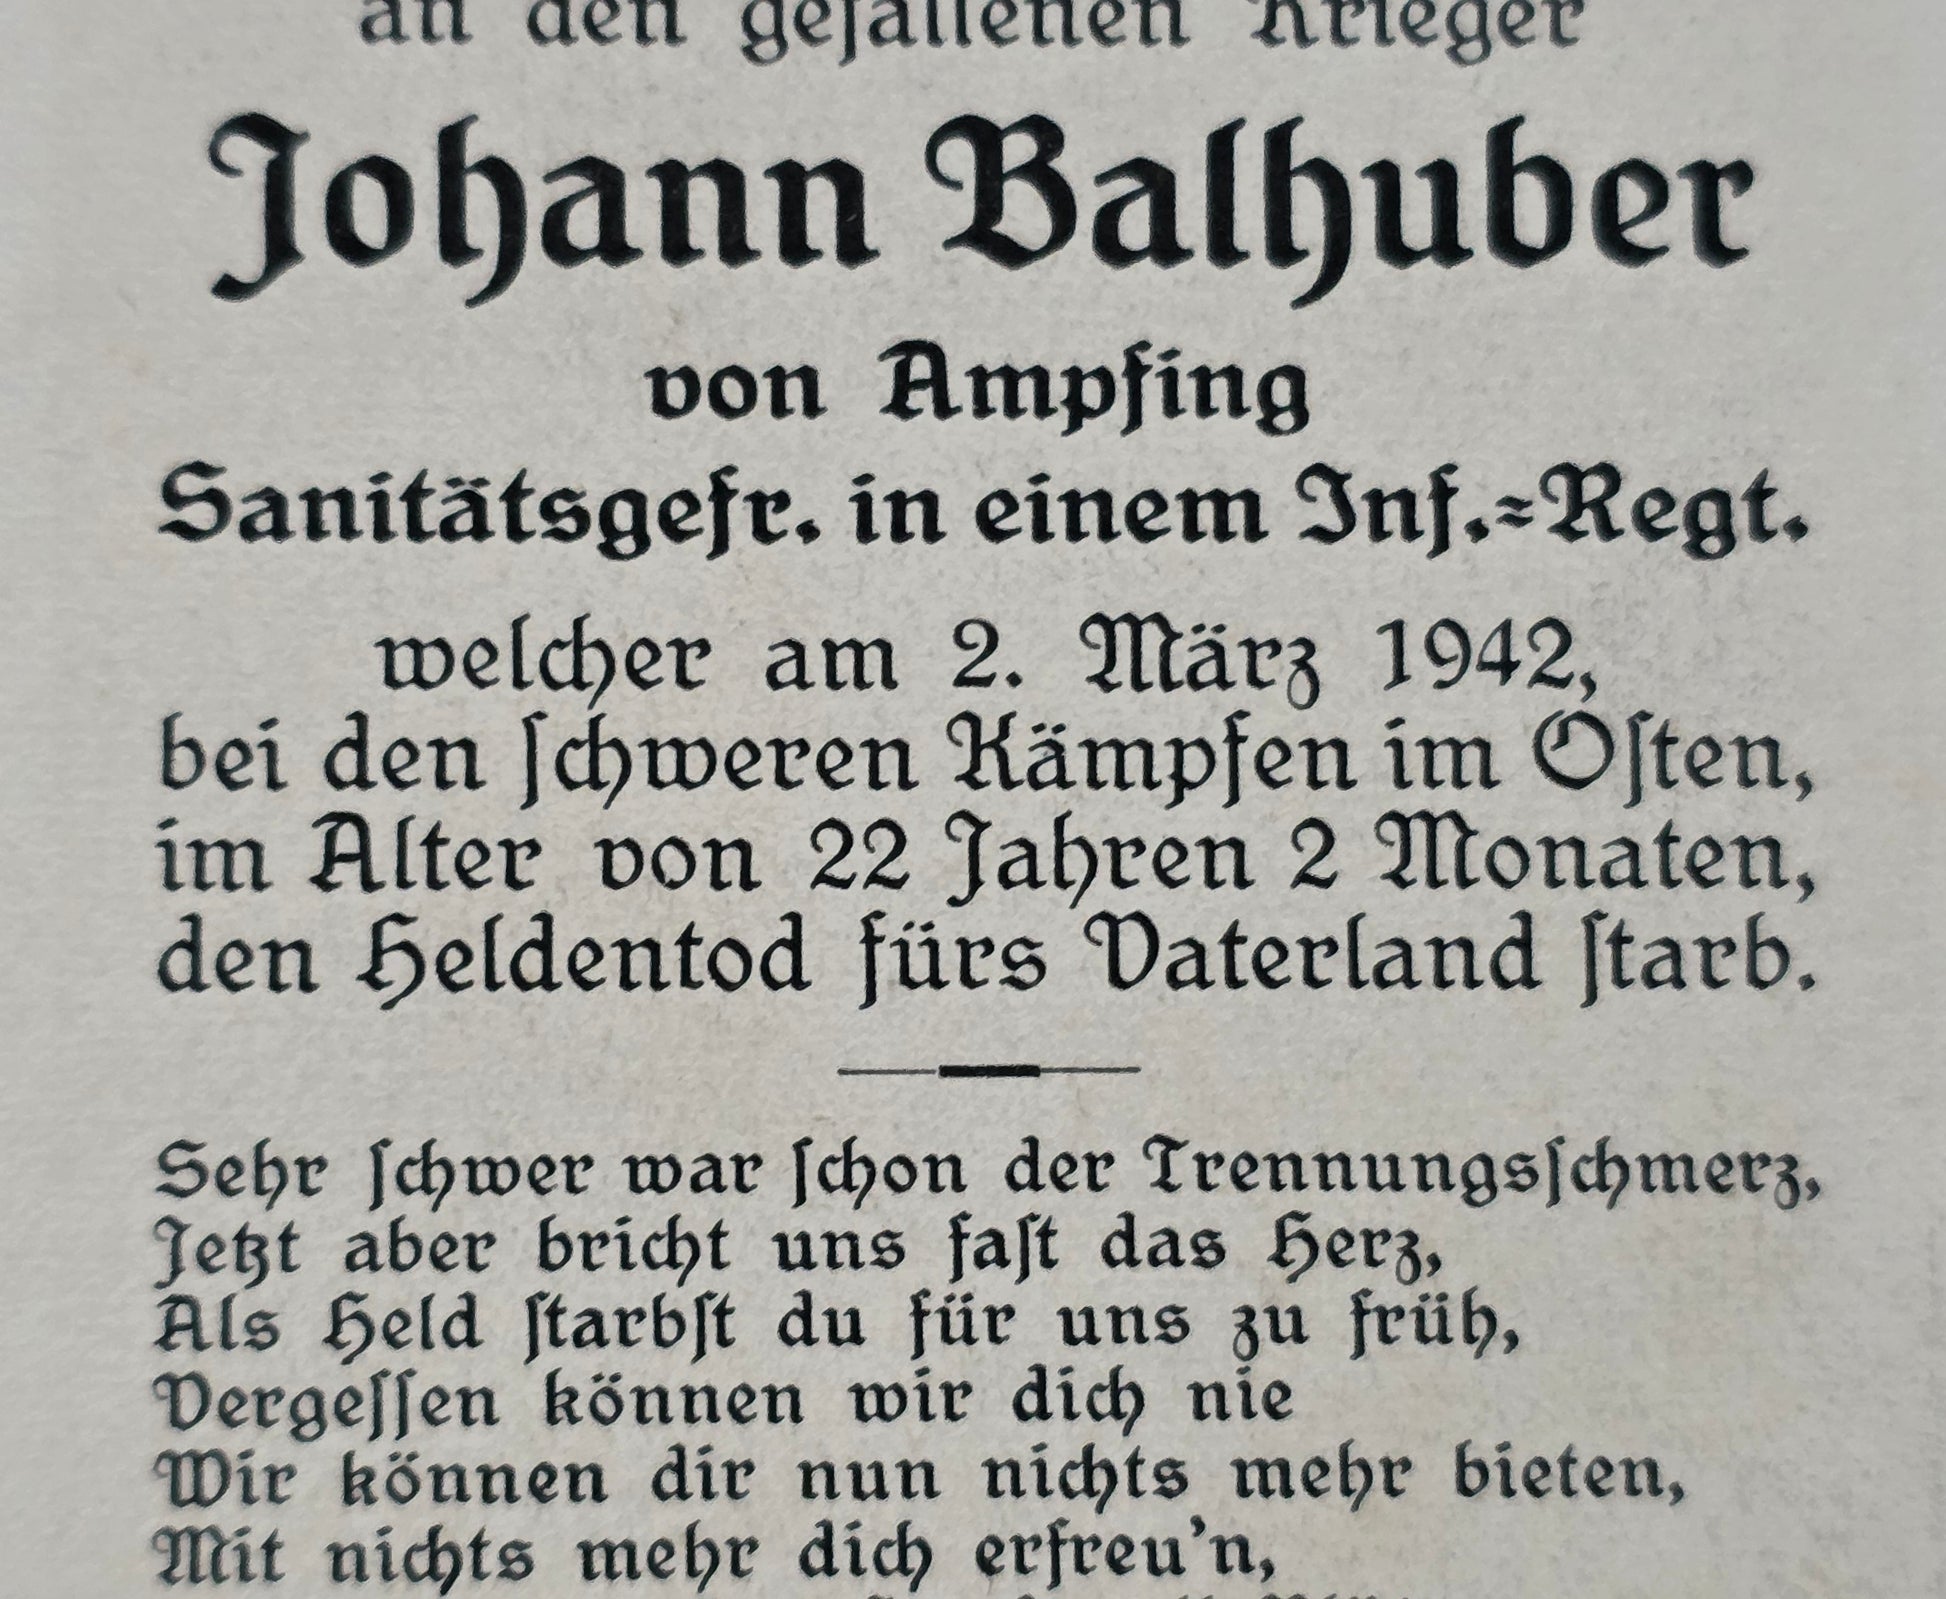 an den gefallenen Krieger
Johann Balhuber
von Ampfing
Sanitätsgefr. in einem Inf.=Regt.
welcher am 2. März 1942,
bei den ſchweren Kämpfen im Oſten,
im Alter von 22 Jahren 2 Monaten,
den Heldentod fürs Vaterland ſtarb.
Sehr ſchwer war ſchon der Trennungsſchmerz,
Jetzt aber bricht uns faſt das Herz,
Als Held ſtarbſt du für uns zu früh,
Vergeſſen können wir dich nie
Wir können dir nun nichts mehr bieten,
Mit nichts mehr dich erfreu'n,